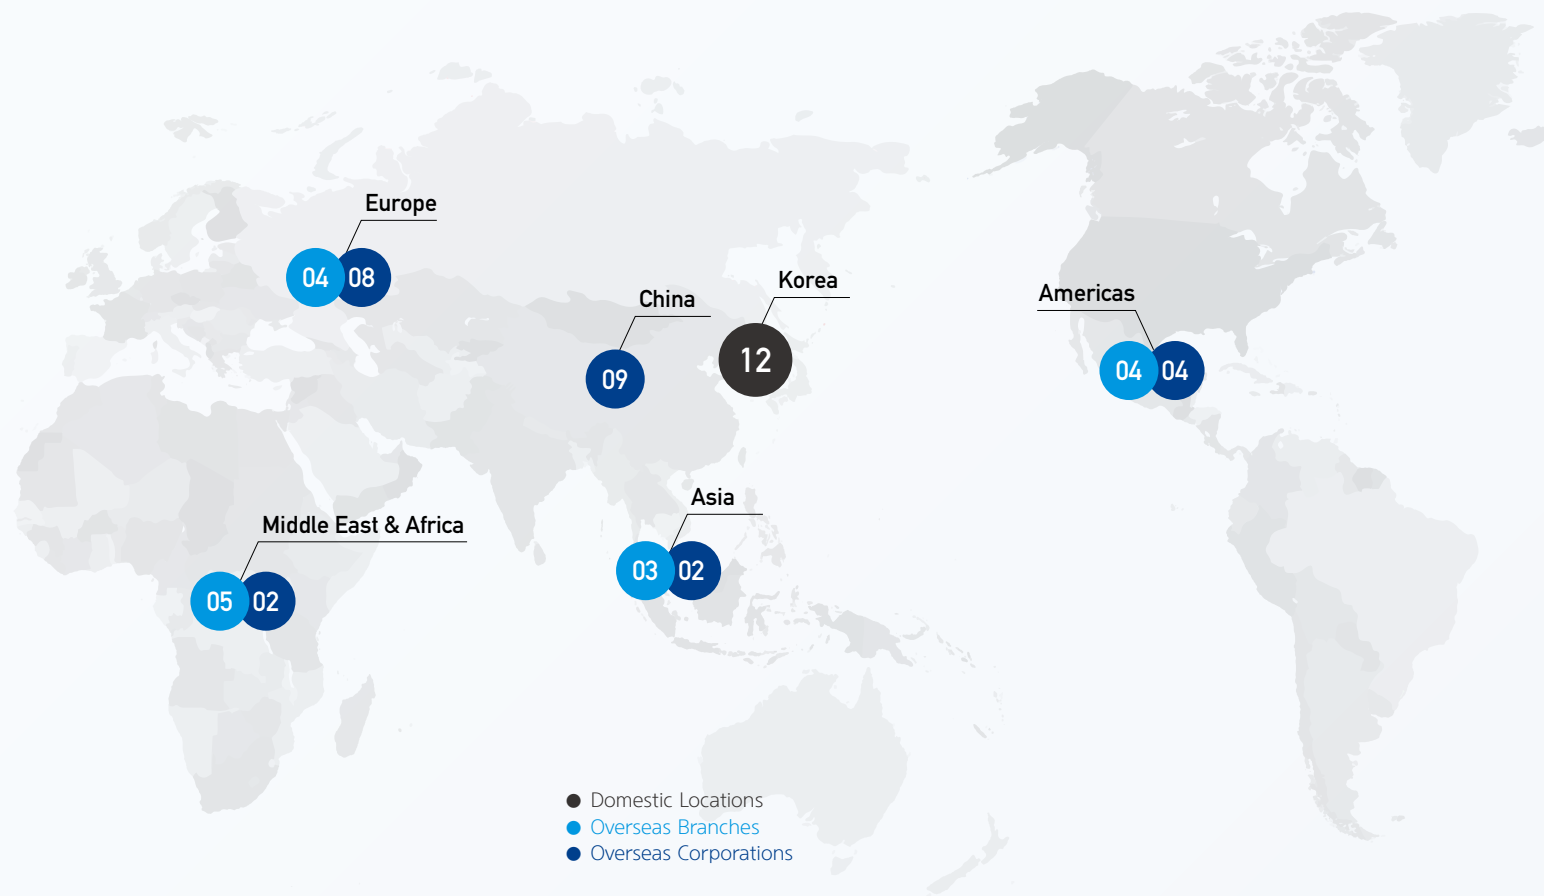 Europe
04 08
China
09
Korea
12
Americas
04 04
Asia
03 02
Middle East & Africa
05 02
Domestic Locations
Overseas Branches
Overseas Corporations